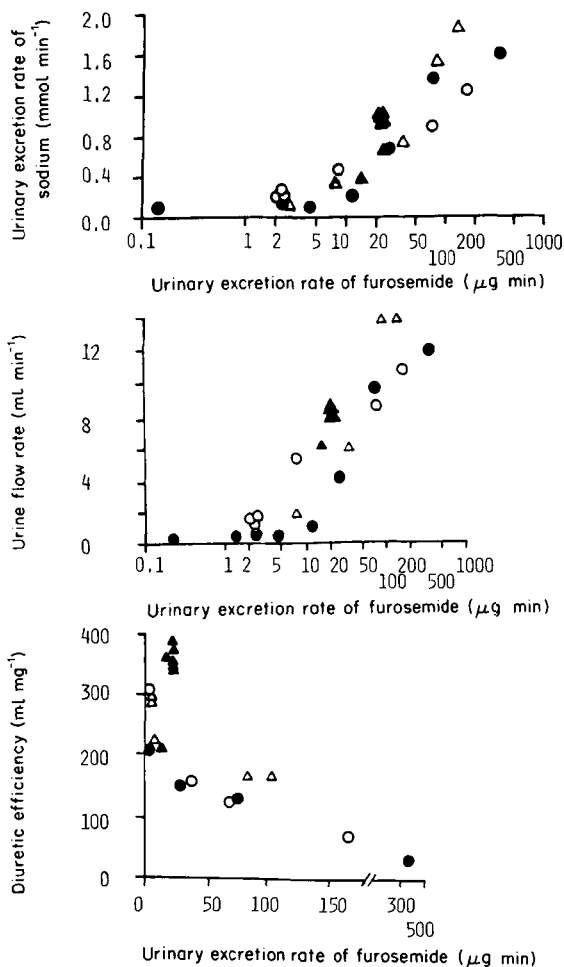 Urinary excretion rate of
sodium (mmol min⁻¹)
2.0
1.6
1.2
0.8
0.4
0.0
0.1 1 2 5 10 20 50 200 1000
100 500
Urinary excretion rate of furosemide (μg min)
Urine flow rate (ml min⁻¹)
12
8
4
0
0.1 1 2 5 10 20 50 200 1000
100 500
Urinary excretion rate of furosemide (μg min)
Diuretic efficiency (ml mg⁻¹)
400
300
200
100
0
0 50 100 150 300
500
Urinary excretion rate of furosemide (μg min)